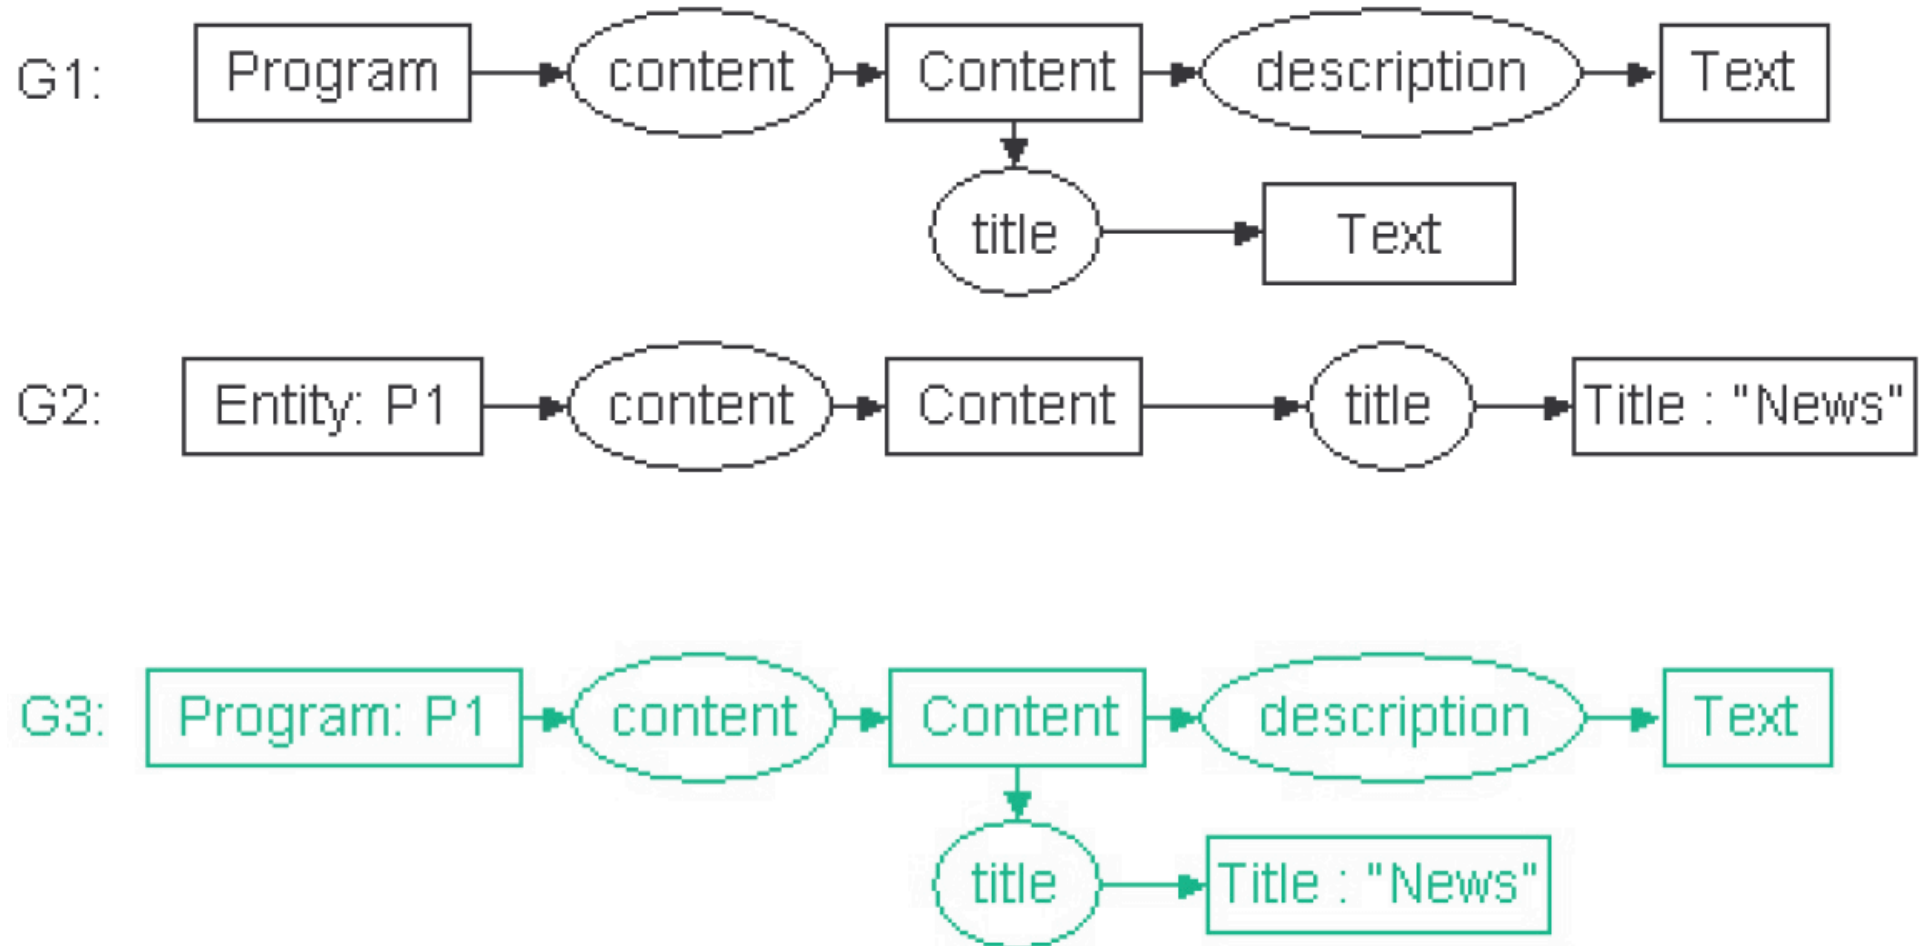 G1: Program content Content description Text
title Text
G2: Entity: P1 content Content title Title : "News"
G3: Program: P1 content Content description Text
title Title : "News"